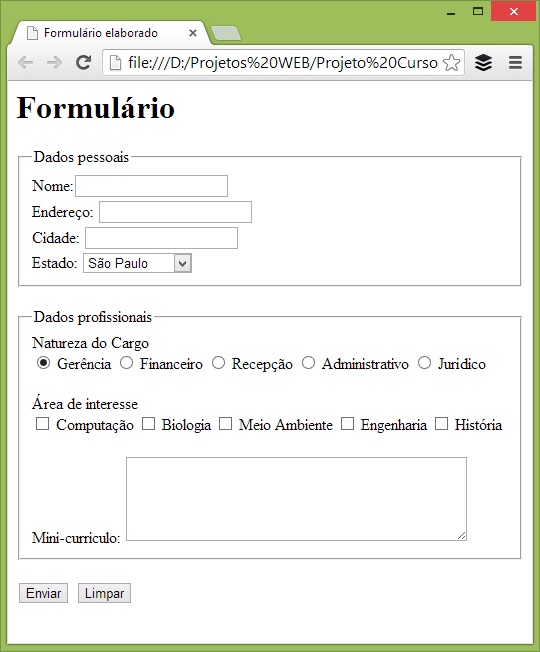 Formulário elaborado
file:///D:/Projetos%20WEB/Projeto%20Curso
Formulário
Dados pessoais
Nome:
Endereço:
Cidade:
Estado: São Paulo
Dados profissionais
Natureza do Cargo
Gerência Financeiro Recepção Administrativo Jurídico
Área de interesse
Computação Biologia Meio Ambiente Engenharia História
Mini-curriculo:
Enviar Limpar